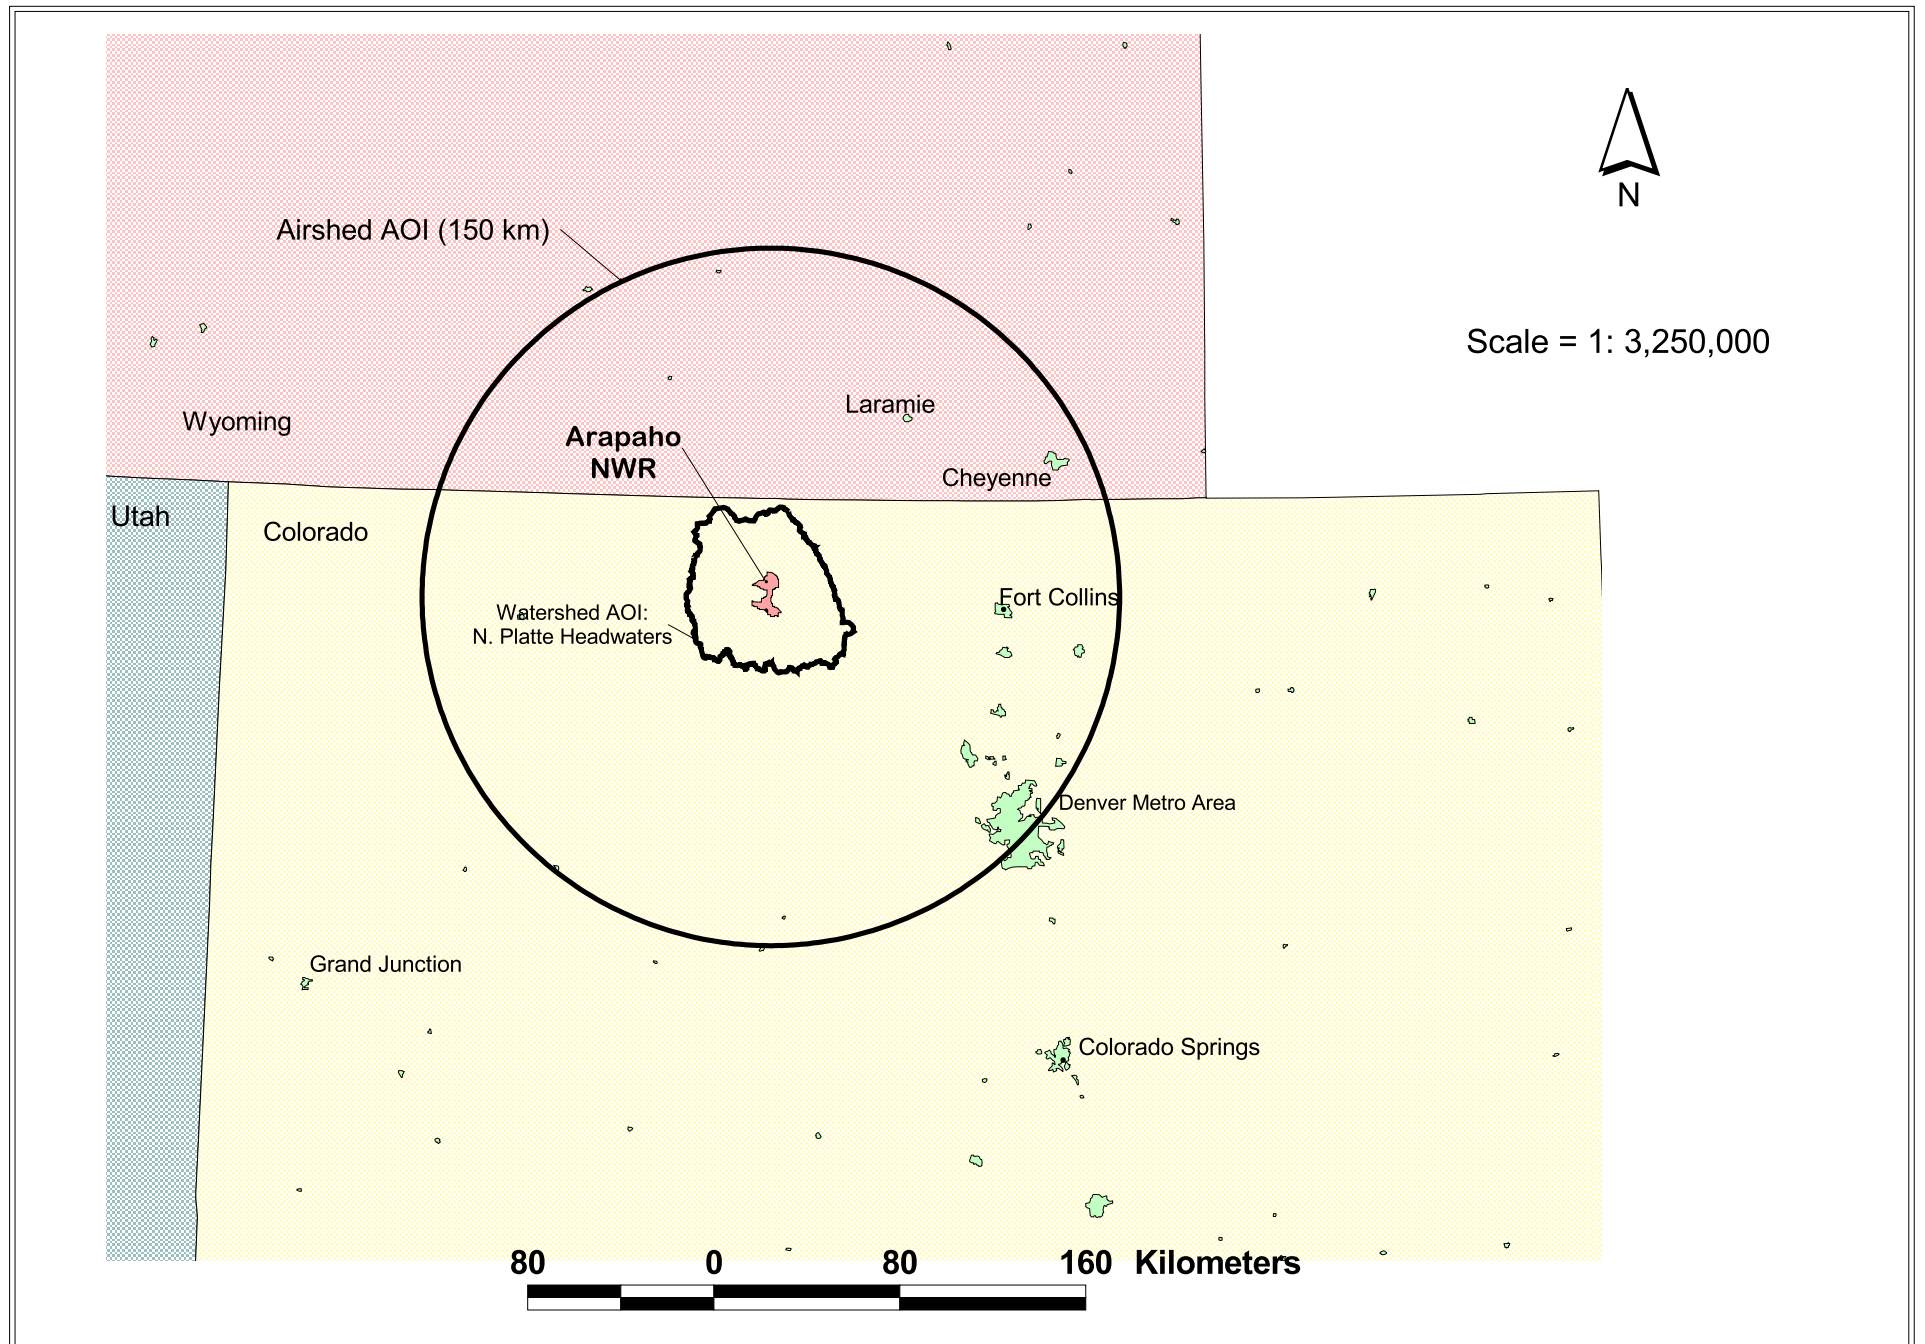 N
Airshed AOI (150 km)
Scale = 1: 3,250,000
Laramie
Wyoming
Arapaho
NWR
Cheyenne
Utah
Colorado
Fort Collins
Watershed AOI:
N. Platte Headwaters
Denver Metro Area
Grand Junction
Colorado Springs
80 0 80 160 Kilometers